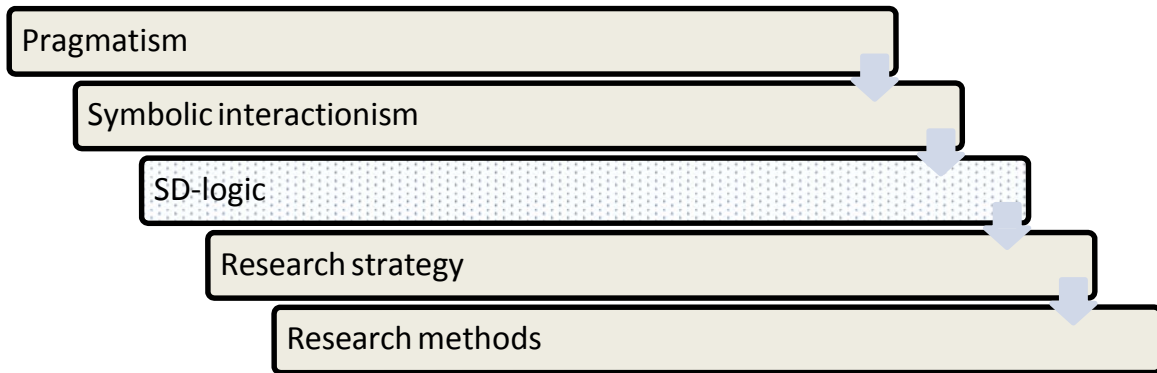 Pragmatism
Symbolic interactionism
SD-logic
Research strategy
Research methods